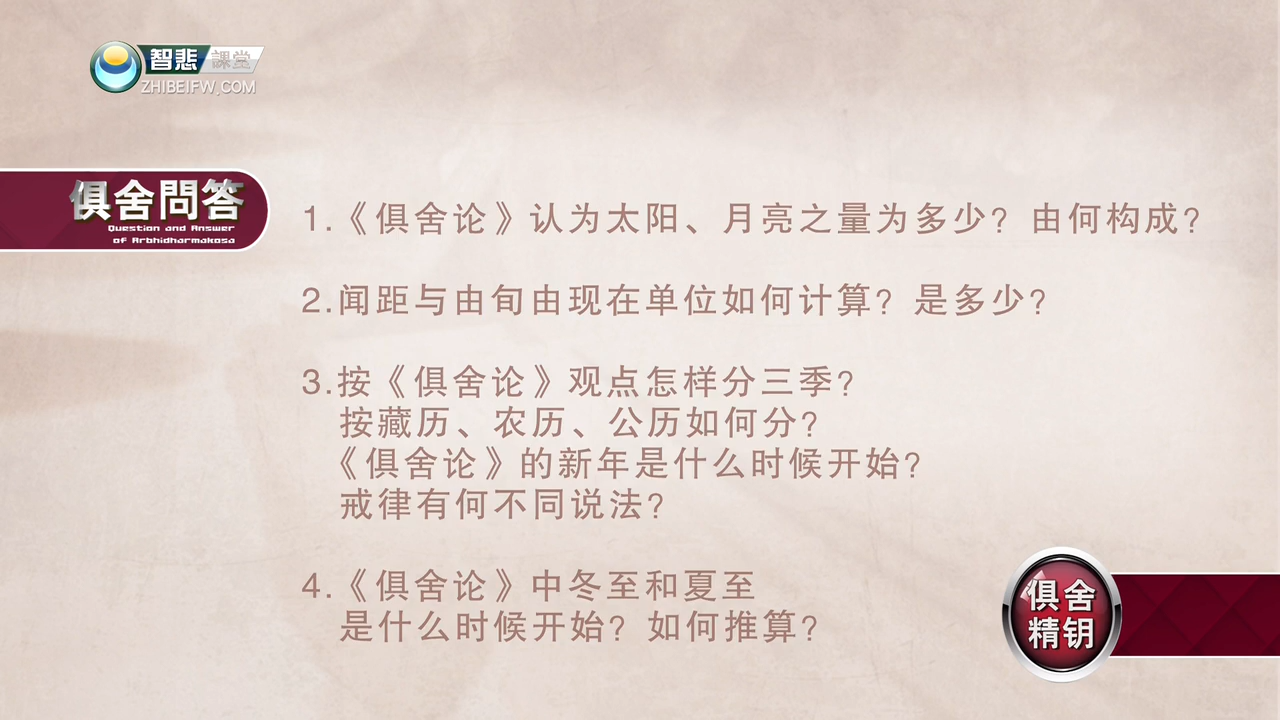 智悲課堂
ZHIBEIFW.COM
俱舍問答
Question and Answer
of Arbhidharmakosa
1.《俱舍论》认为太阳、月亮之量为多少?由何构成?
2.闻距与由旬由现在单位如何计算?是多少?
3.按《俱舍论》观点怎样分三季?
按藏历、农历、公历如何分?
《俱舍论》的新年是什么时候开始?
戒律有何不同说法?
4.《俱舍论》中冬至和夏至
是什么时候开始?如何推算?
俱舍
精钥